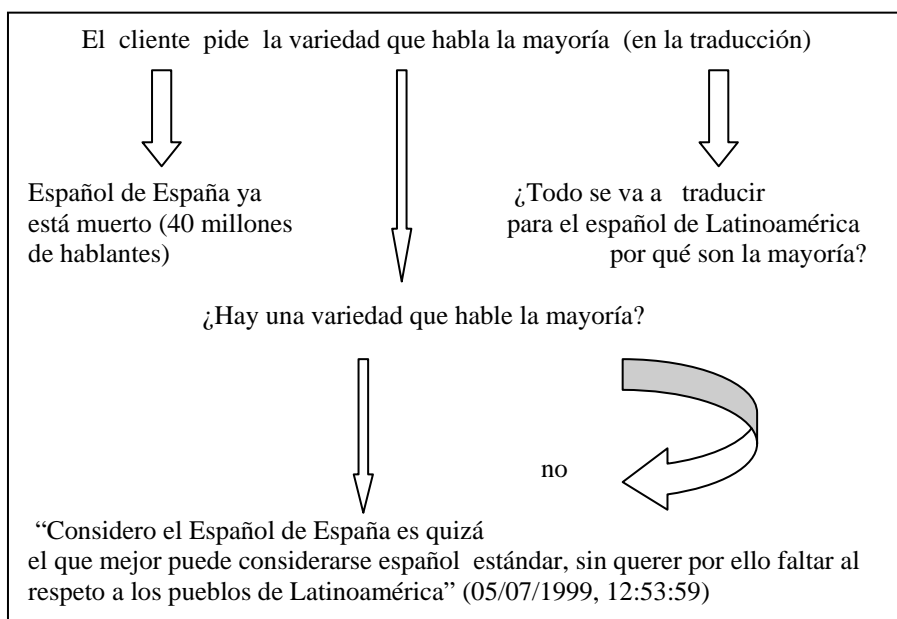 El cliente pide la variedad que habla la mayoría (en la traducción)
Español de España ya
está muerto (40 millones
de hablantes)
¿Todo se va a traducir
para el español de Latinoamérica
por qué son la mayoría?
¿Hay una variedad que hable la mayoría?
no
“Considero el Español de España es quizá
el que mejor puede considerarse español estándar, sin querer por ello faltar al
respeto a los pueblos de Latinoamérica” (05/07/1999, 12:53:59)